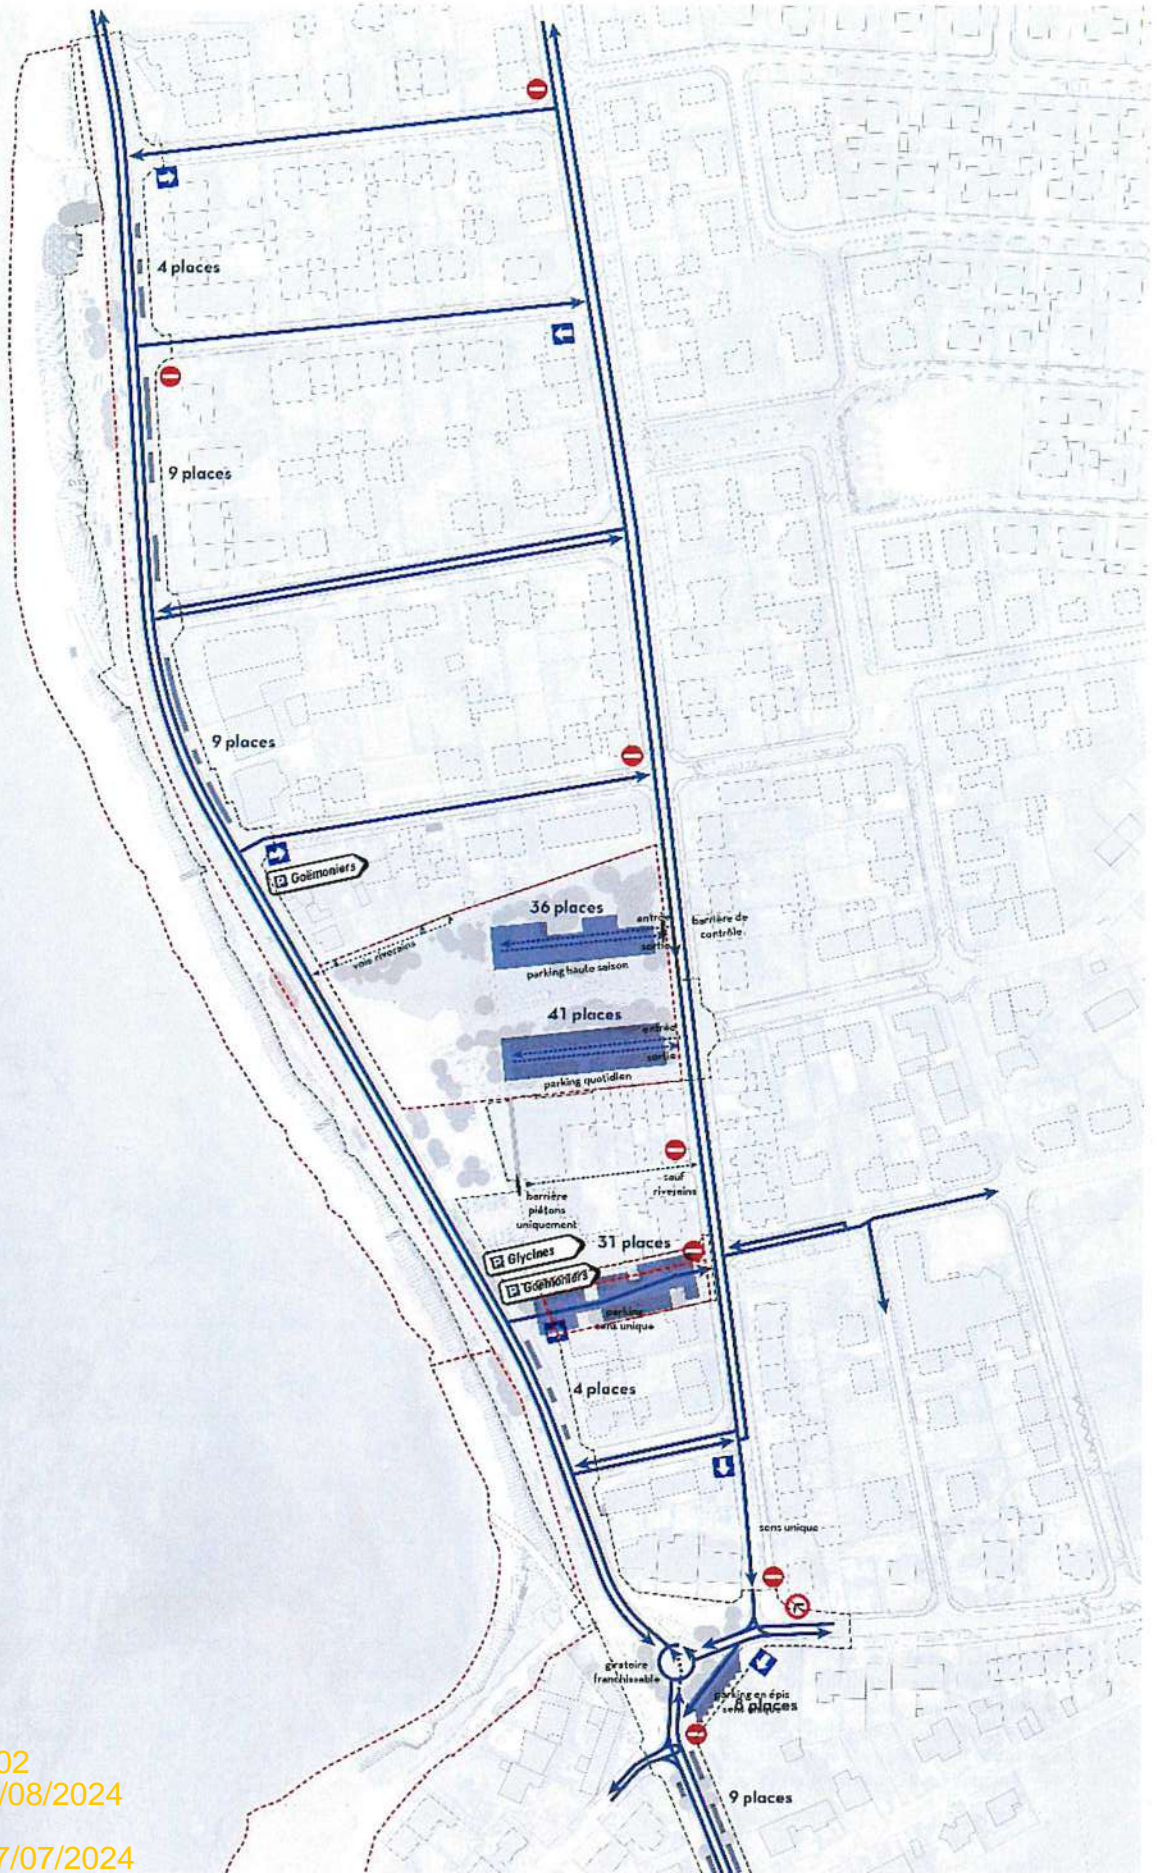 4 places
9 places
9 places
P Goëmoniers
36 places
entrée
barrière de
contrôle
sortie
voie riverains
parking haute saison
41 places
entrée
sortie
parking quotidien
sauf
riverains
barrière
piétons
uniquement
31 places
P Glycines
P Goëmoniers
parking
sens unique
4 places
sens unique
giratoire
franchissable
parking en épis
sens unique
8 places
9 places
02
/08/2024
7/07/2024